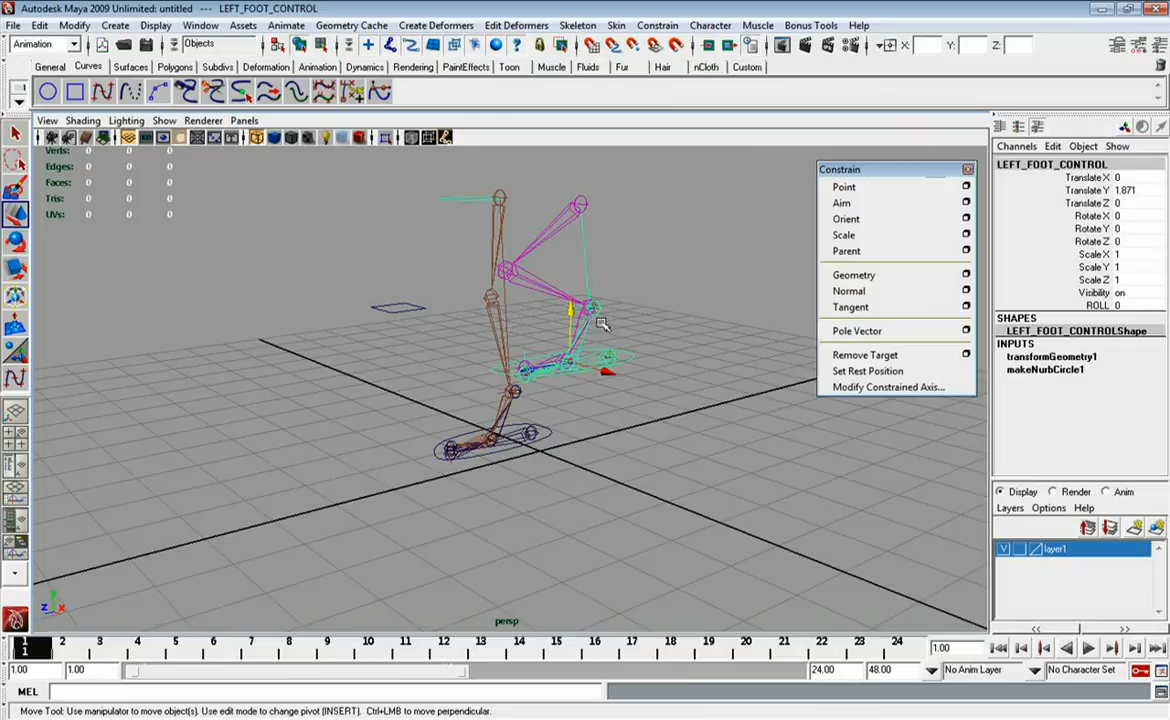 Autodesk Maya 2009 Unlimited: untitled --- LEFT_FOOT_CONTROL
File Edit Modify Create Display Window Assets Animate Geometry Cache Create Deformers Edit Deformers Skeleton Skin Constrain Character Muscle Bonus Tools Help
Animation Objects X: Y: Z:
General Curves Surfaces Polygons Subdivs Deformation Animation Dynamics Rendering PaintEffects Toon Muscle Fluids Fur Hair nCloth Custom
View Shading Lighting Show Renderer Panels
Verts: 0 0 0
Edges: 0 0 0
Faces: 0 0 0
Tris: 0 0 0
UVs: 0 0 0
Constrain
Point
Aim
Orient
Scale
Parent
Geometry
Normal
Tangent
Pole Vector
Remove Target
Set Rest Position
Modify Constrained Axis...
Channels Edit Object Show
LEFT_FOOT_CONTROL
Translate X 0
Translate Y 1.871
Translate Z 0
Rotate X 0
Rotate Y 0
Rotate Z 0
Scale X 1
Scale Y 1
Scale Z 1
Visibility on
ROLL 0
SHAPES
LEFT_FOOT_CONTROLShape
INPUTS
transformGeometry1
makeNurbCircle1
Display Render Anim
Layers Options Help
V layer1
y
z x
persp
1 2 3 4 5 6 7 8 9 10 11 12 13 14 15 16 17 18 19 20 21 22 23 24
1
1.00
1.00 1.00 24.00 48.00 No Anim Layer No Character Set
MEL
Move Tool: Use manipulator to move object(s). Use edit mode to change pivot (INSERT). Ctrl+LMB to move perpendicular.